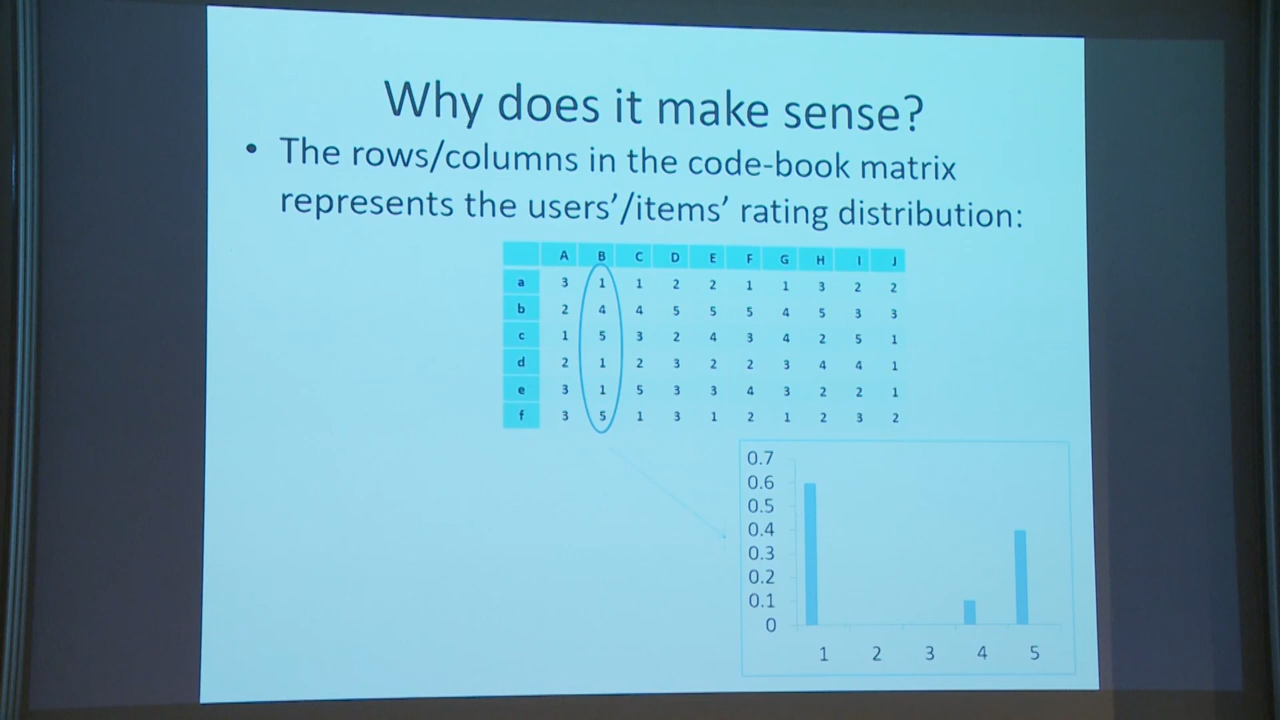 Why does it make sense?
• The rows/columns in the code-book matrix
represents the users’/items’ rating distribution:
A B C D E F G H I J
a 3 1 1 2 2 1 1 3 2 2
b 2 4 4 5 5 5 4 5 3 3
c 1 5 3 2 4 3 4 2 5 1
d 2 1 2 3 2 2 3 4 4 1
e 3 1 5 3 3 4 3 2 2 1
f 3 5 1 3 1 2 1 2 3 2
0.7
0.6
0.5
0.4
0.3
0.2
0.1
0
1 2 3 4 5